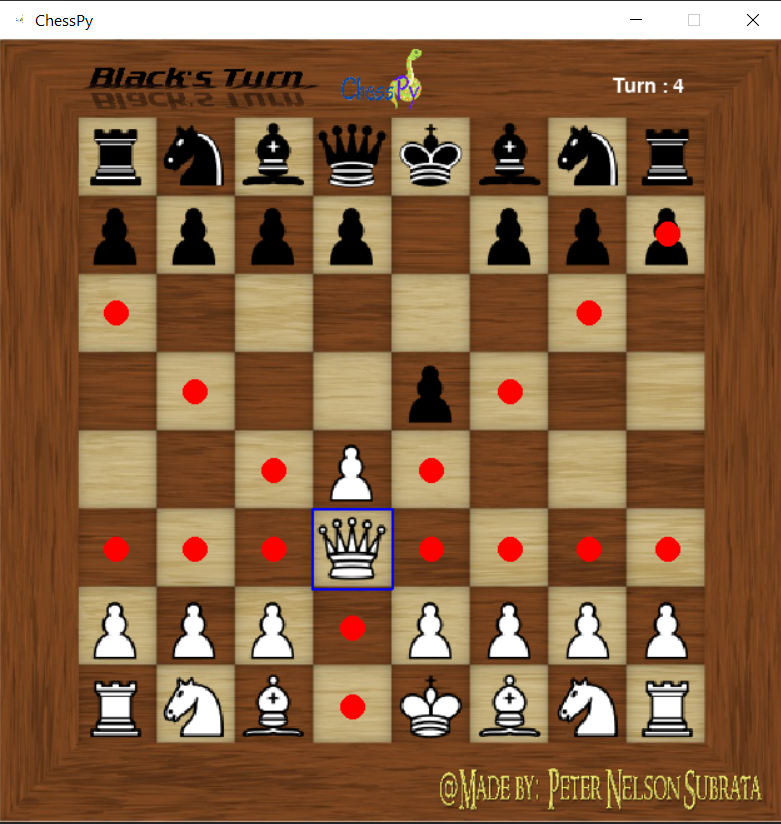 ChessPy
Black's Turn
ChessPy
Turn : 4
@Made by: Peter Nelson Subrata